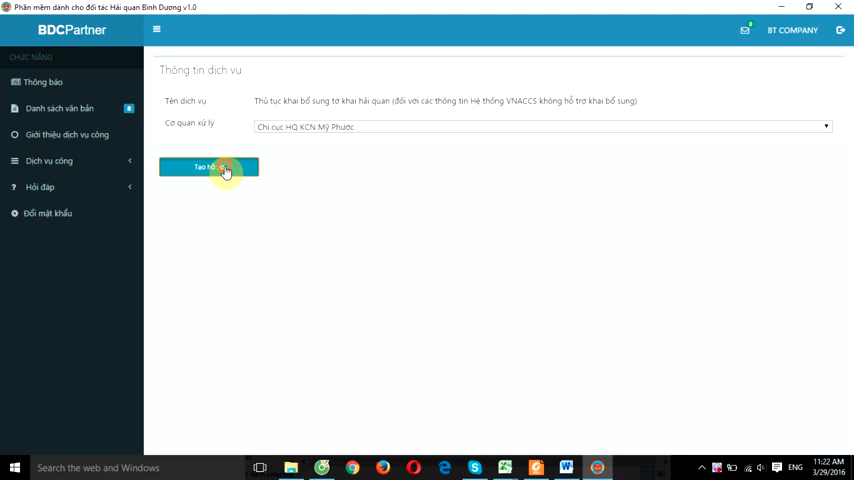 Phần mềm dành cho đối tác Hải quan Bình Dương v1.0
BDCPartner
8
BT COMPANY
CHỨC NĂNG
Thông báo
Danh sách văn bản
Giới thiệu dịch vụ công
Dịch vụ công
Hỏi đáp
Đổi mật khẩu
Thông tin dịch vụ
Tên dịch vụ
Thủ tục khai bổ sung tờ khai hải quan (đối với các thông tin Hệ thống VNACCS không hỗ trợ khai bổ sung)
Cơ quan xử lý
Chi cục HQ KCN Mỹ Phước
Tạo hồ
Search the web and Windows
ENG
11:22 AM
3/29/2016